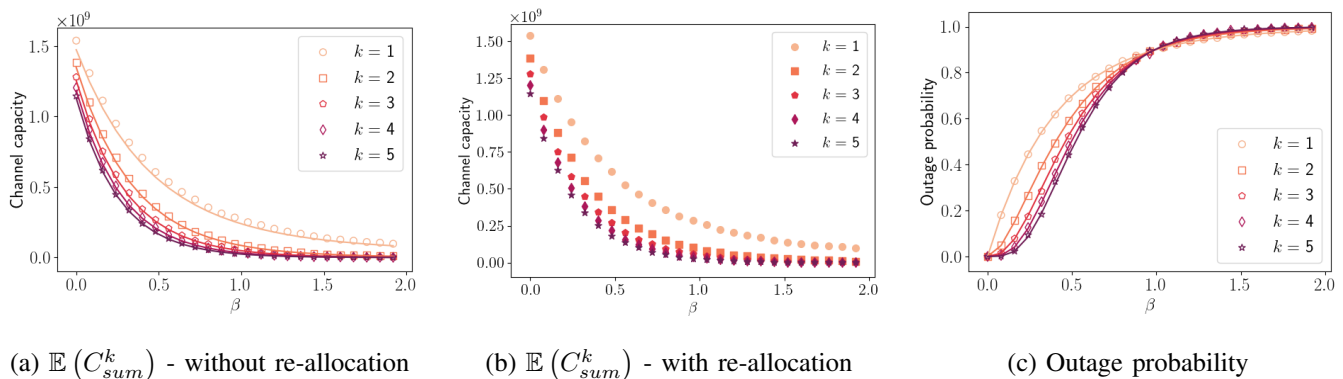 ×10⁹
1.5
1.0
0.5
0.0
Channel capacity
k = 1
k = 2
k = 3
k = 4
k = 5
0.0 0.5 1.0 1.5 2.0
β
(a) 𝔼 (C^k_sum) - without re-allocation
×10⁹
1.50
1.25
1.00
0.75
0.50
0.25
0.00
Channel capacity
k = 1
k = 2
k = 3
k = 4
k = 5
0.0 0.5 1.0 1.5 2.0
β
(b) 𝔼 (C^k_sum) - with re-allocation
1.0
0.8
0.6
0.4
0.2
0.0
Outage probability
k = 1
k = 2
k = 3
k = 4
k = 5
0.0 0.5 1.0 1.5 2.0
β
(c) Outage probability